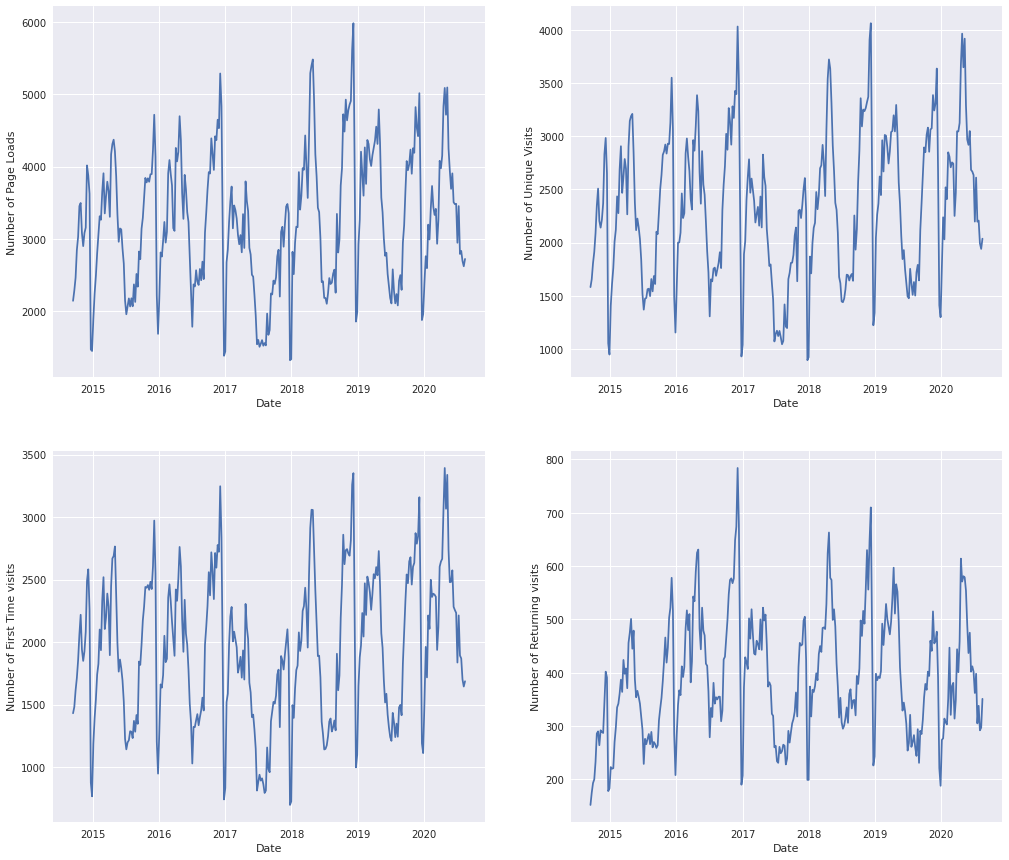 Number of Page Loads
6000
5000
4000
3000
2000
2015 2016 2017 2018 2019 2020
Date
Number of Unique Visits
4000
3500
3000
2500
2000
1500
1000
2015 2016 2017 2018 2019 2020
Date
Number of First Time visits
3500
3000
2500
2000
1500
1000
2015 2016 2017 2018 2019 2020
Date
Number of Returning visits
800
700
600
500
400
300
200
2015 2016 2017 2018 2019 2020
Date